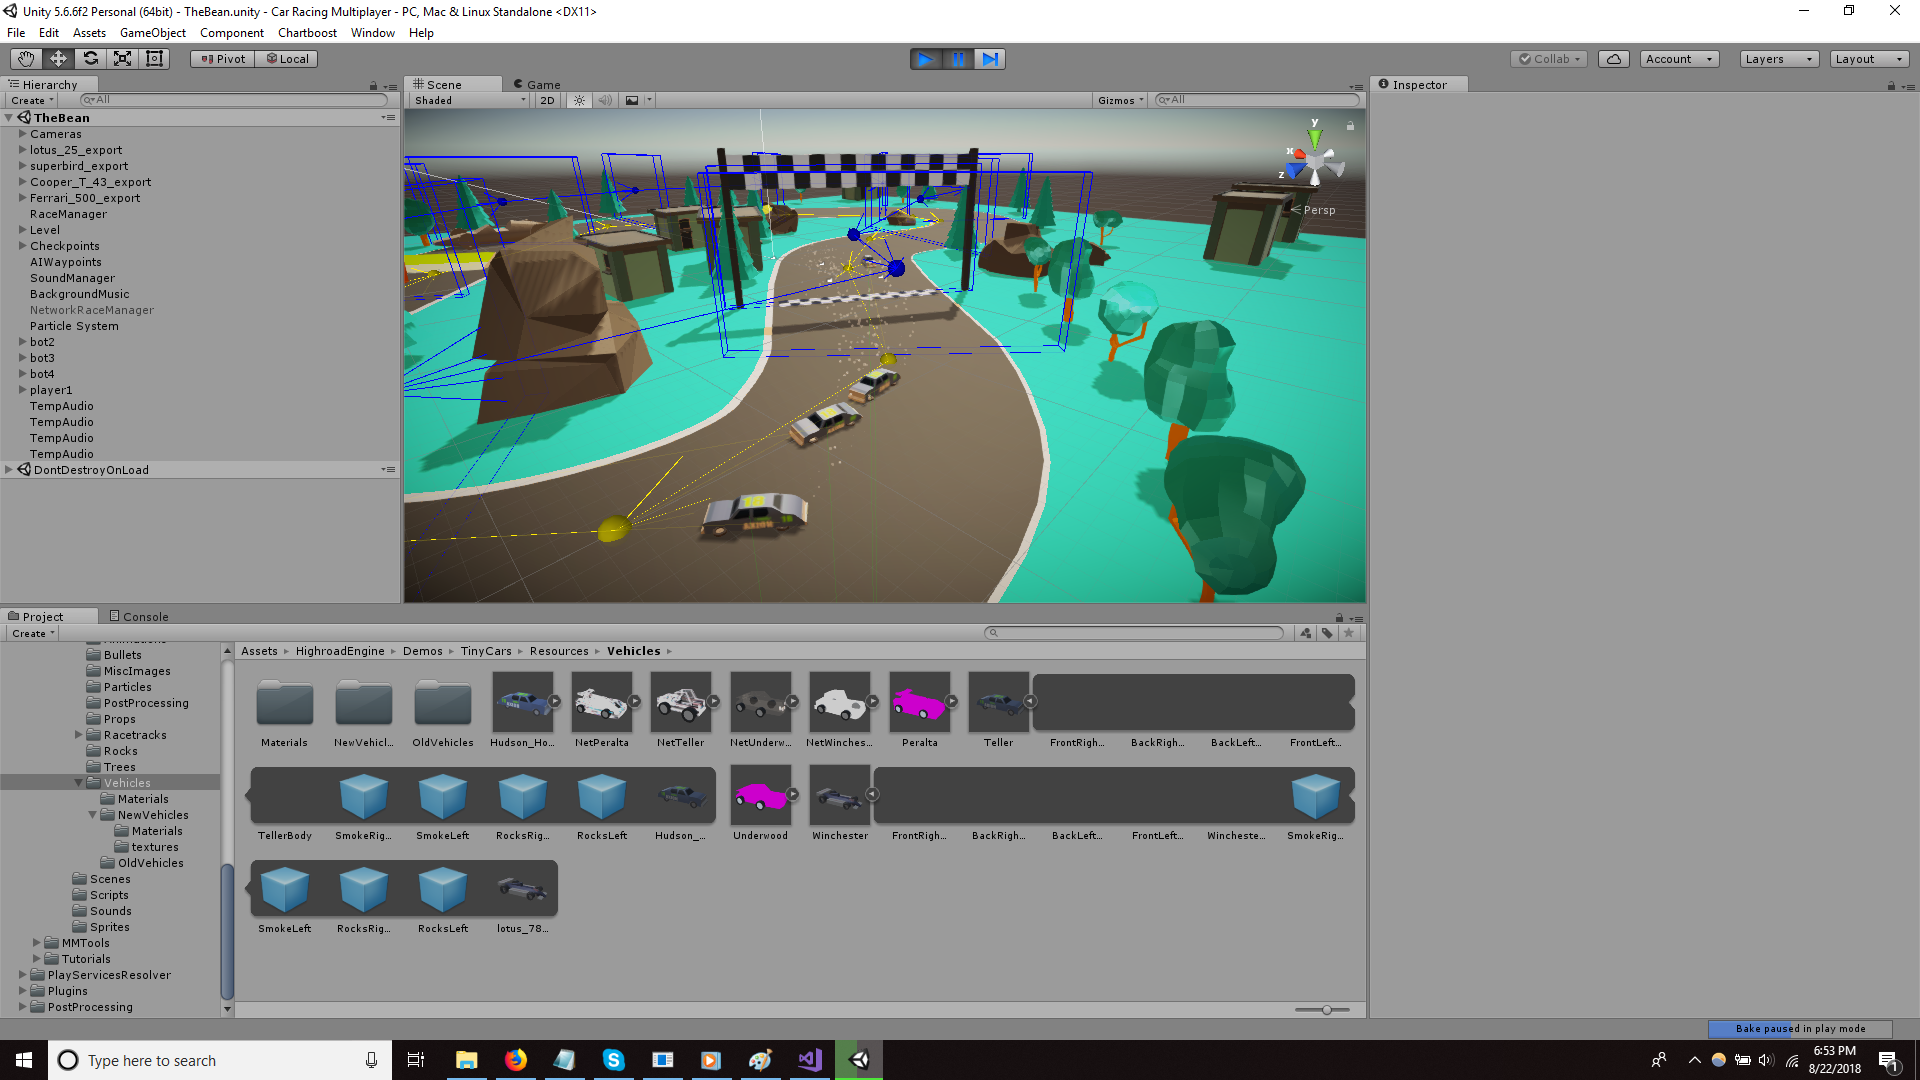 Unity 5.6.6f2 Personal (64bit) - TheBean.unity - Car Racing Multiplayer - PC, Mac & Linux Standalone <DX11>
File Edit Assets GameObject Component Chartboost Window Help
Pivot Local Collab Account Layers Layout
Hierarchy
Create All
TheBean
Cameras
lotus_25_export
superbird_export
Cooper_T_43_export
Ferrari_500_export
RaceManager
Level
Checkpoints
AIWaypoints
SoundManager
BackgroundMusic
NetworkRaceManager
Particle System
bot2
bot3
bot4
player1
TempAudio
TempAudio
TempAudio
TempAudio
DontDestroyOnLoad
Scene Game
Shaded 2D Gizmos All
y
x
z
Persp
Inspector
Project Console
Create
Bullets
MiscImages
Particles
PostProcessing
Props
Racetracks
Rocks
Trees
Vehicles
Materials
NewVehicles
Materials
textures
OldVehicles
Scenes
Scripts
Sounds
Sprites
MMTools
Tutorials
PlayServicesResolver
Plugins
PostProcessing
Assets HighroadEngine Demos TinyCars Resources Vehicles
Materials NewVehicl... OldVehicles Hudson_Ho... NetPeralta NetTeller NetUnderw... NetWinches... Peralta Teller FrontRigh... BackRigh... BackLeft... FrontLeft...
TellerBody SmokeRig... SmokeLeft RocksRig... RocksLeft Hudson_... Underwood Winchester FrontRigh... BackRigh... BackLeft... FrontLeft... Wincheste... SmokeRig...
SmokeLeft RocksRig... RocksLeft lotus_78...
Bake paused in play mode
Type here to search
6:53 PM
8/22/2018
1